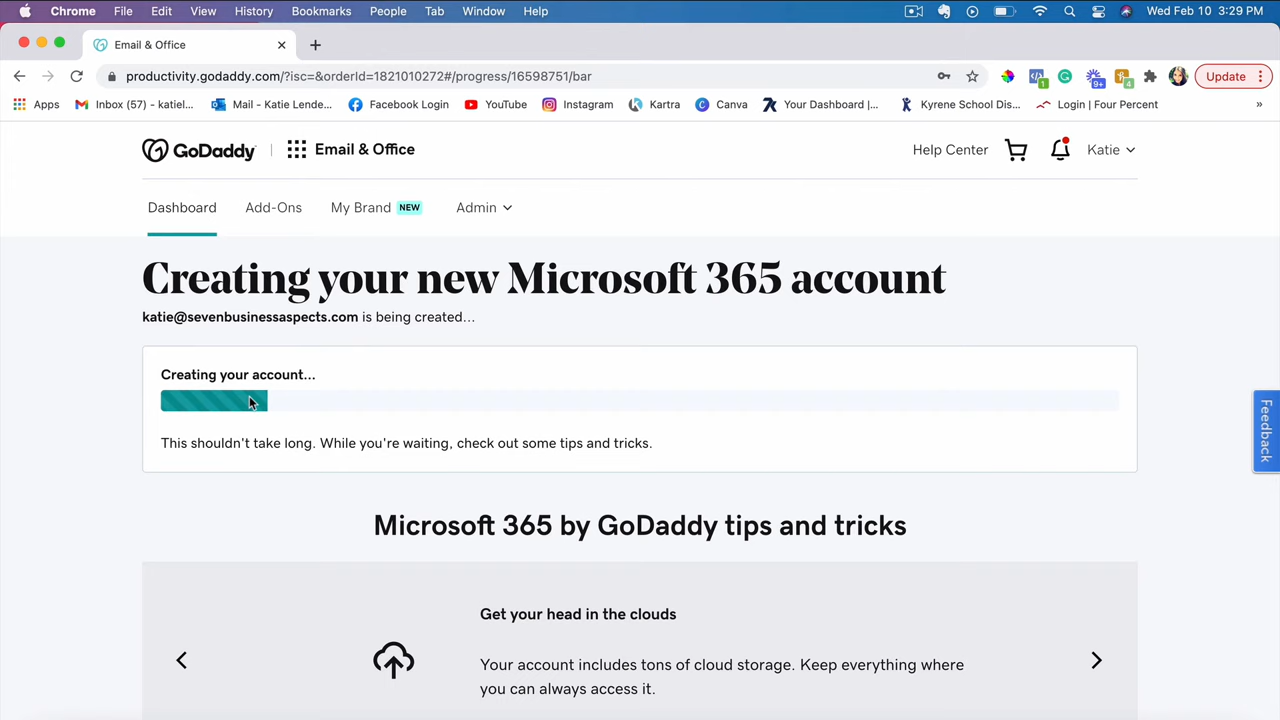 Chrome File Edit View History Bookmarks People Tab Window Help Wed Feb 10 3:29 PM
Email & Office
productivity.godaddy.com/?isc=&orderId=1821010272#/progress/16598751/bar
Update
Apps Inbox (57) - katiel... Mail - Katie Lende... Facebook Login YouTube Instagram Kartra Canva Your Dashboard |... Kyrene School Dis... Login | Four Percent »
GoDaddy Email & Office Help Center Katie
Dashboard Add-Ons My Brand NEW Admin
Creating your new Microsoft 365 account
katie@sevenbusinessaspects.com is being created...
Creating your account...
This shouldn't take long. While you're waiting, check out some tips and tricks.
Feedback
Microsoft 365 by GoDaddy tips and tricks
Get your head in the clouds
Your account includes tons of cloud storage. Keep everything where
you can always access it.